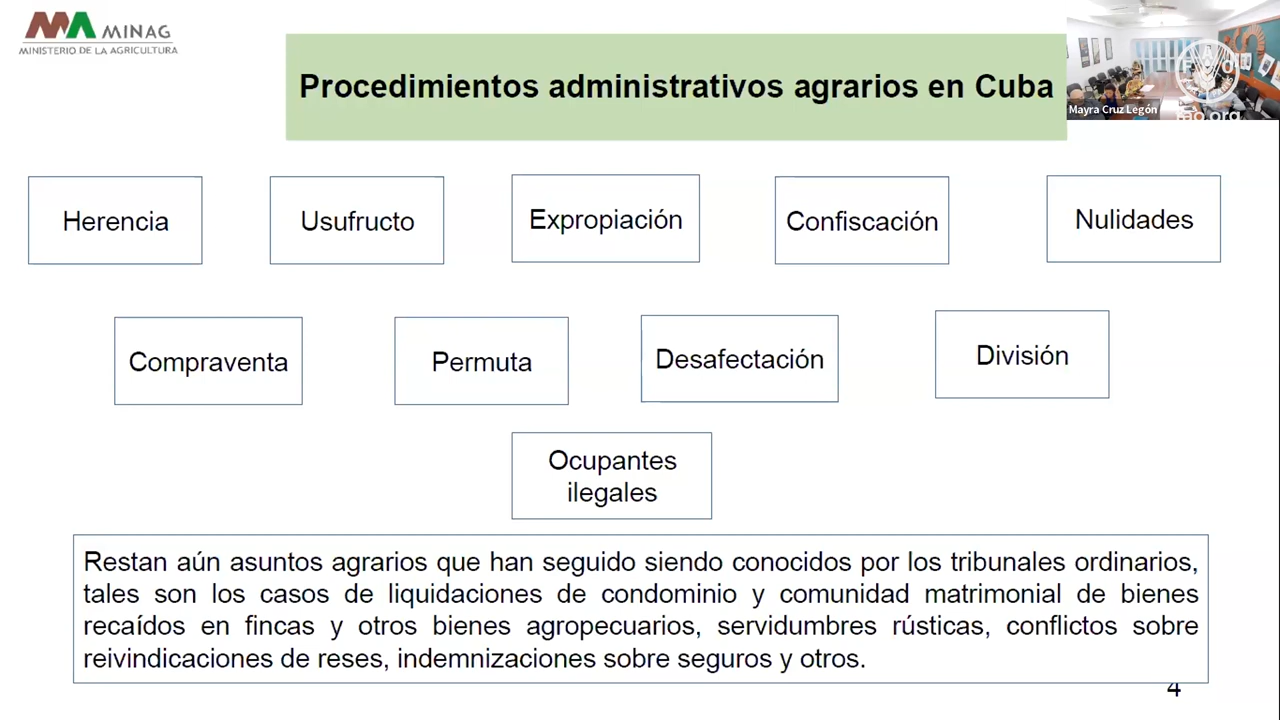 MINAG
MINISTERIO DE LA AGRICULTURA
Procedimientos administrativos agrarios en Cuba
Mayra Cruz Legón
fao.org
Herencia
Usufructo
Expropiación
Confiscación
Nulidades
Compraventa
Permuta
Desafectación
División
Ocupantes
ilegales
Restan aún asuntos agrarios que han seguido siendo conocidos por los tribunales ordinarios,
tales son los casos de liquidaciones de condominio y comunidad matrimonial de bienes
recaídos en fincas y otros bienes agropecuarios, servidumbres rústicas, conflictos sobre
reivindicaciones de reses, indemnizaciones sobre seguros y otros.
4